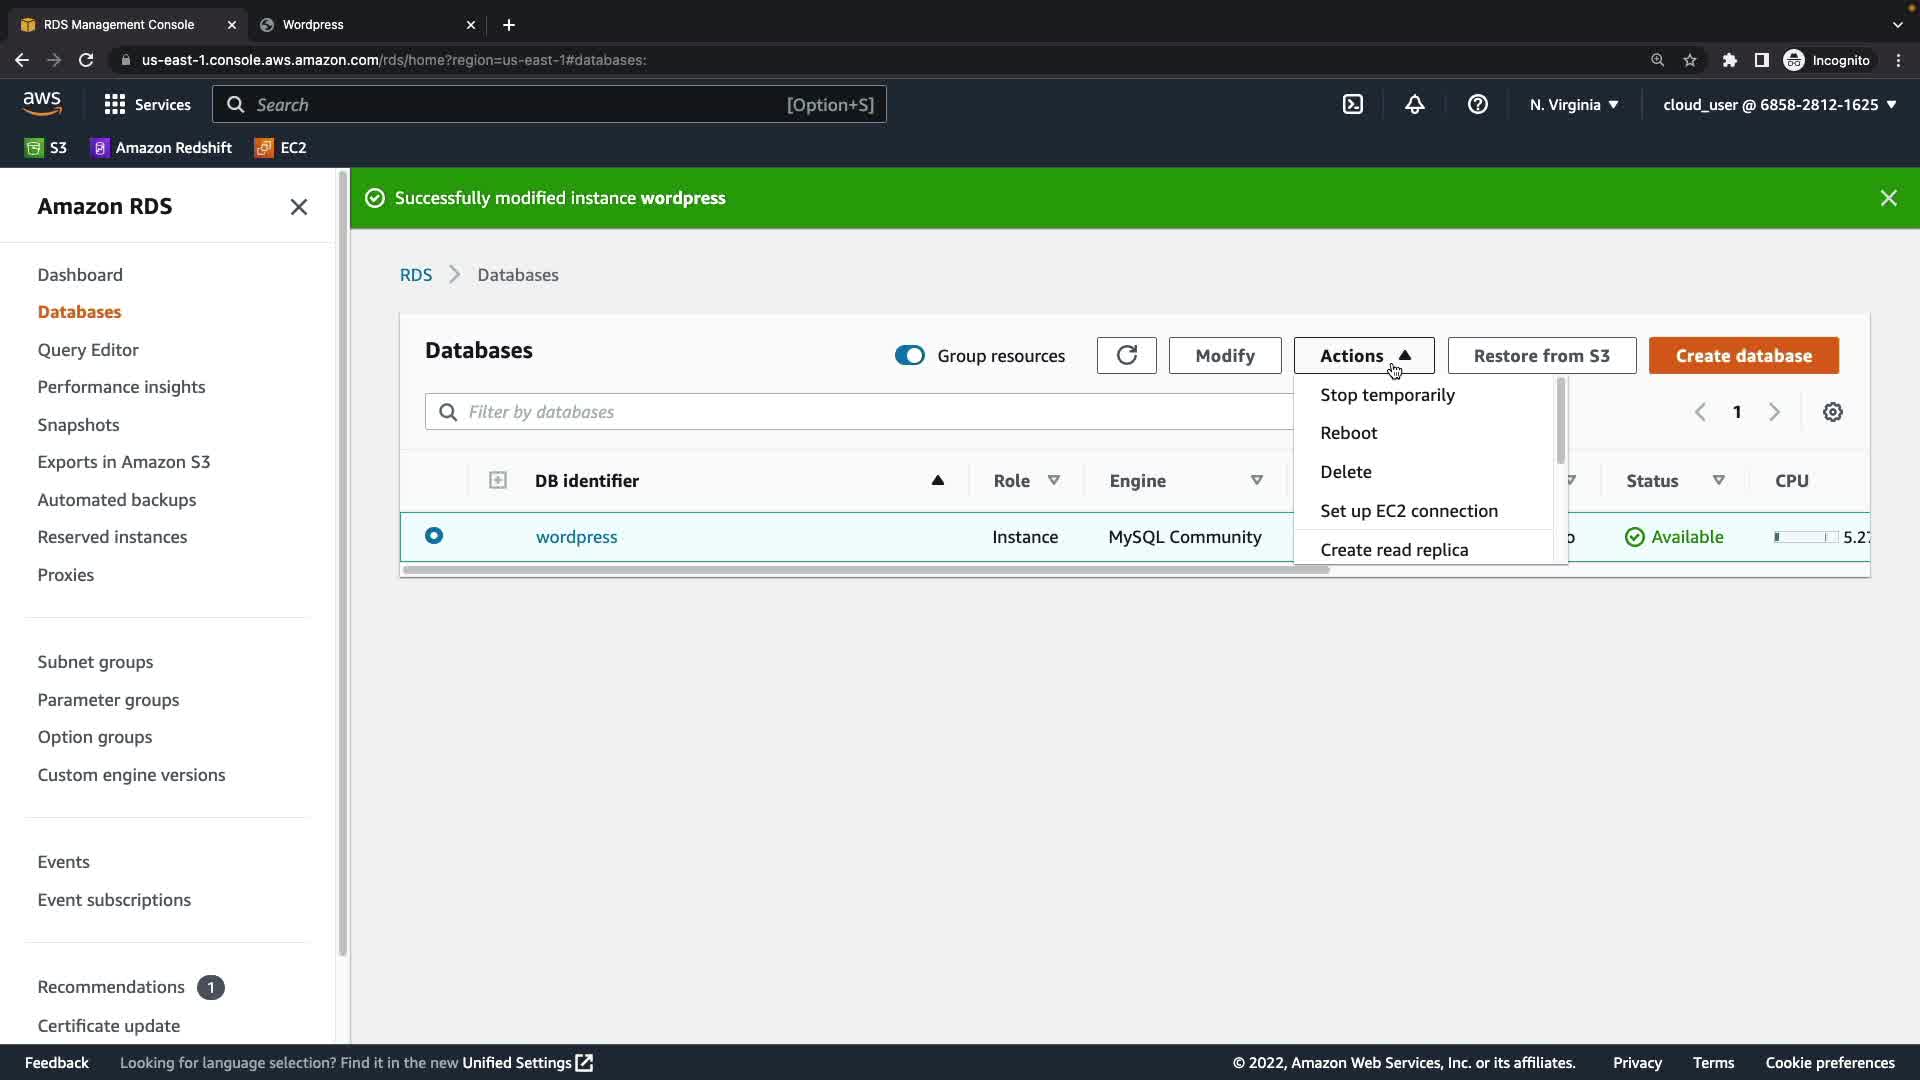 RDS Management Console
Wordpress
us-east-1.console.aws.amazon.com/rds/home?region=us-east-1#databases:
Incognito
aws
Services
Search
[Option+S]
N. Virginia
cloud_user @ 6858-2812-1625
S3
Amazon Redshift
EC2
Amazon RDS
Successfully modified instance wordpress
Dashboard
Databases
Query Editor
Performance insights
Snapshots
Exports in Amazon S3
Automated backups
Reserved instances
Proxies
Subnet groups
Parameter groups
Option groups
Custom engine versions
Events
Event subscriptions
Recommendations 1
Certificate update
RDS > Databases
Databases
Group resources
Modify
Actions
Restore from S3
Create database
Filter by databases
1
Stop temporarily
Reboot
Delete
Set up EC2 connection
Create read replica
DB identifier
Role
Engine
Status
CPU
wordpress
Instance
MySQL Community
Available
5.27
Feedback
Looking for language selection? Find it in the new Unified Settings
© 2022, Amazon Web Services, Inc. or its affiliates.
Privacy
Terms
Cookie preferences